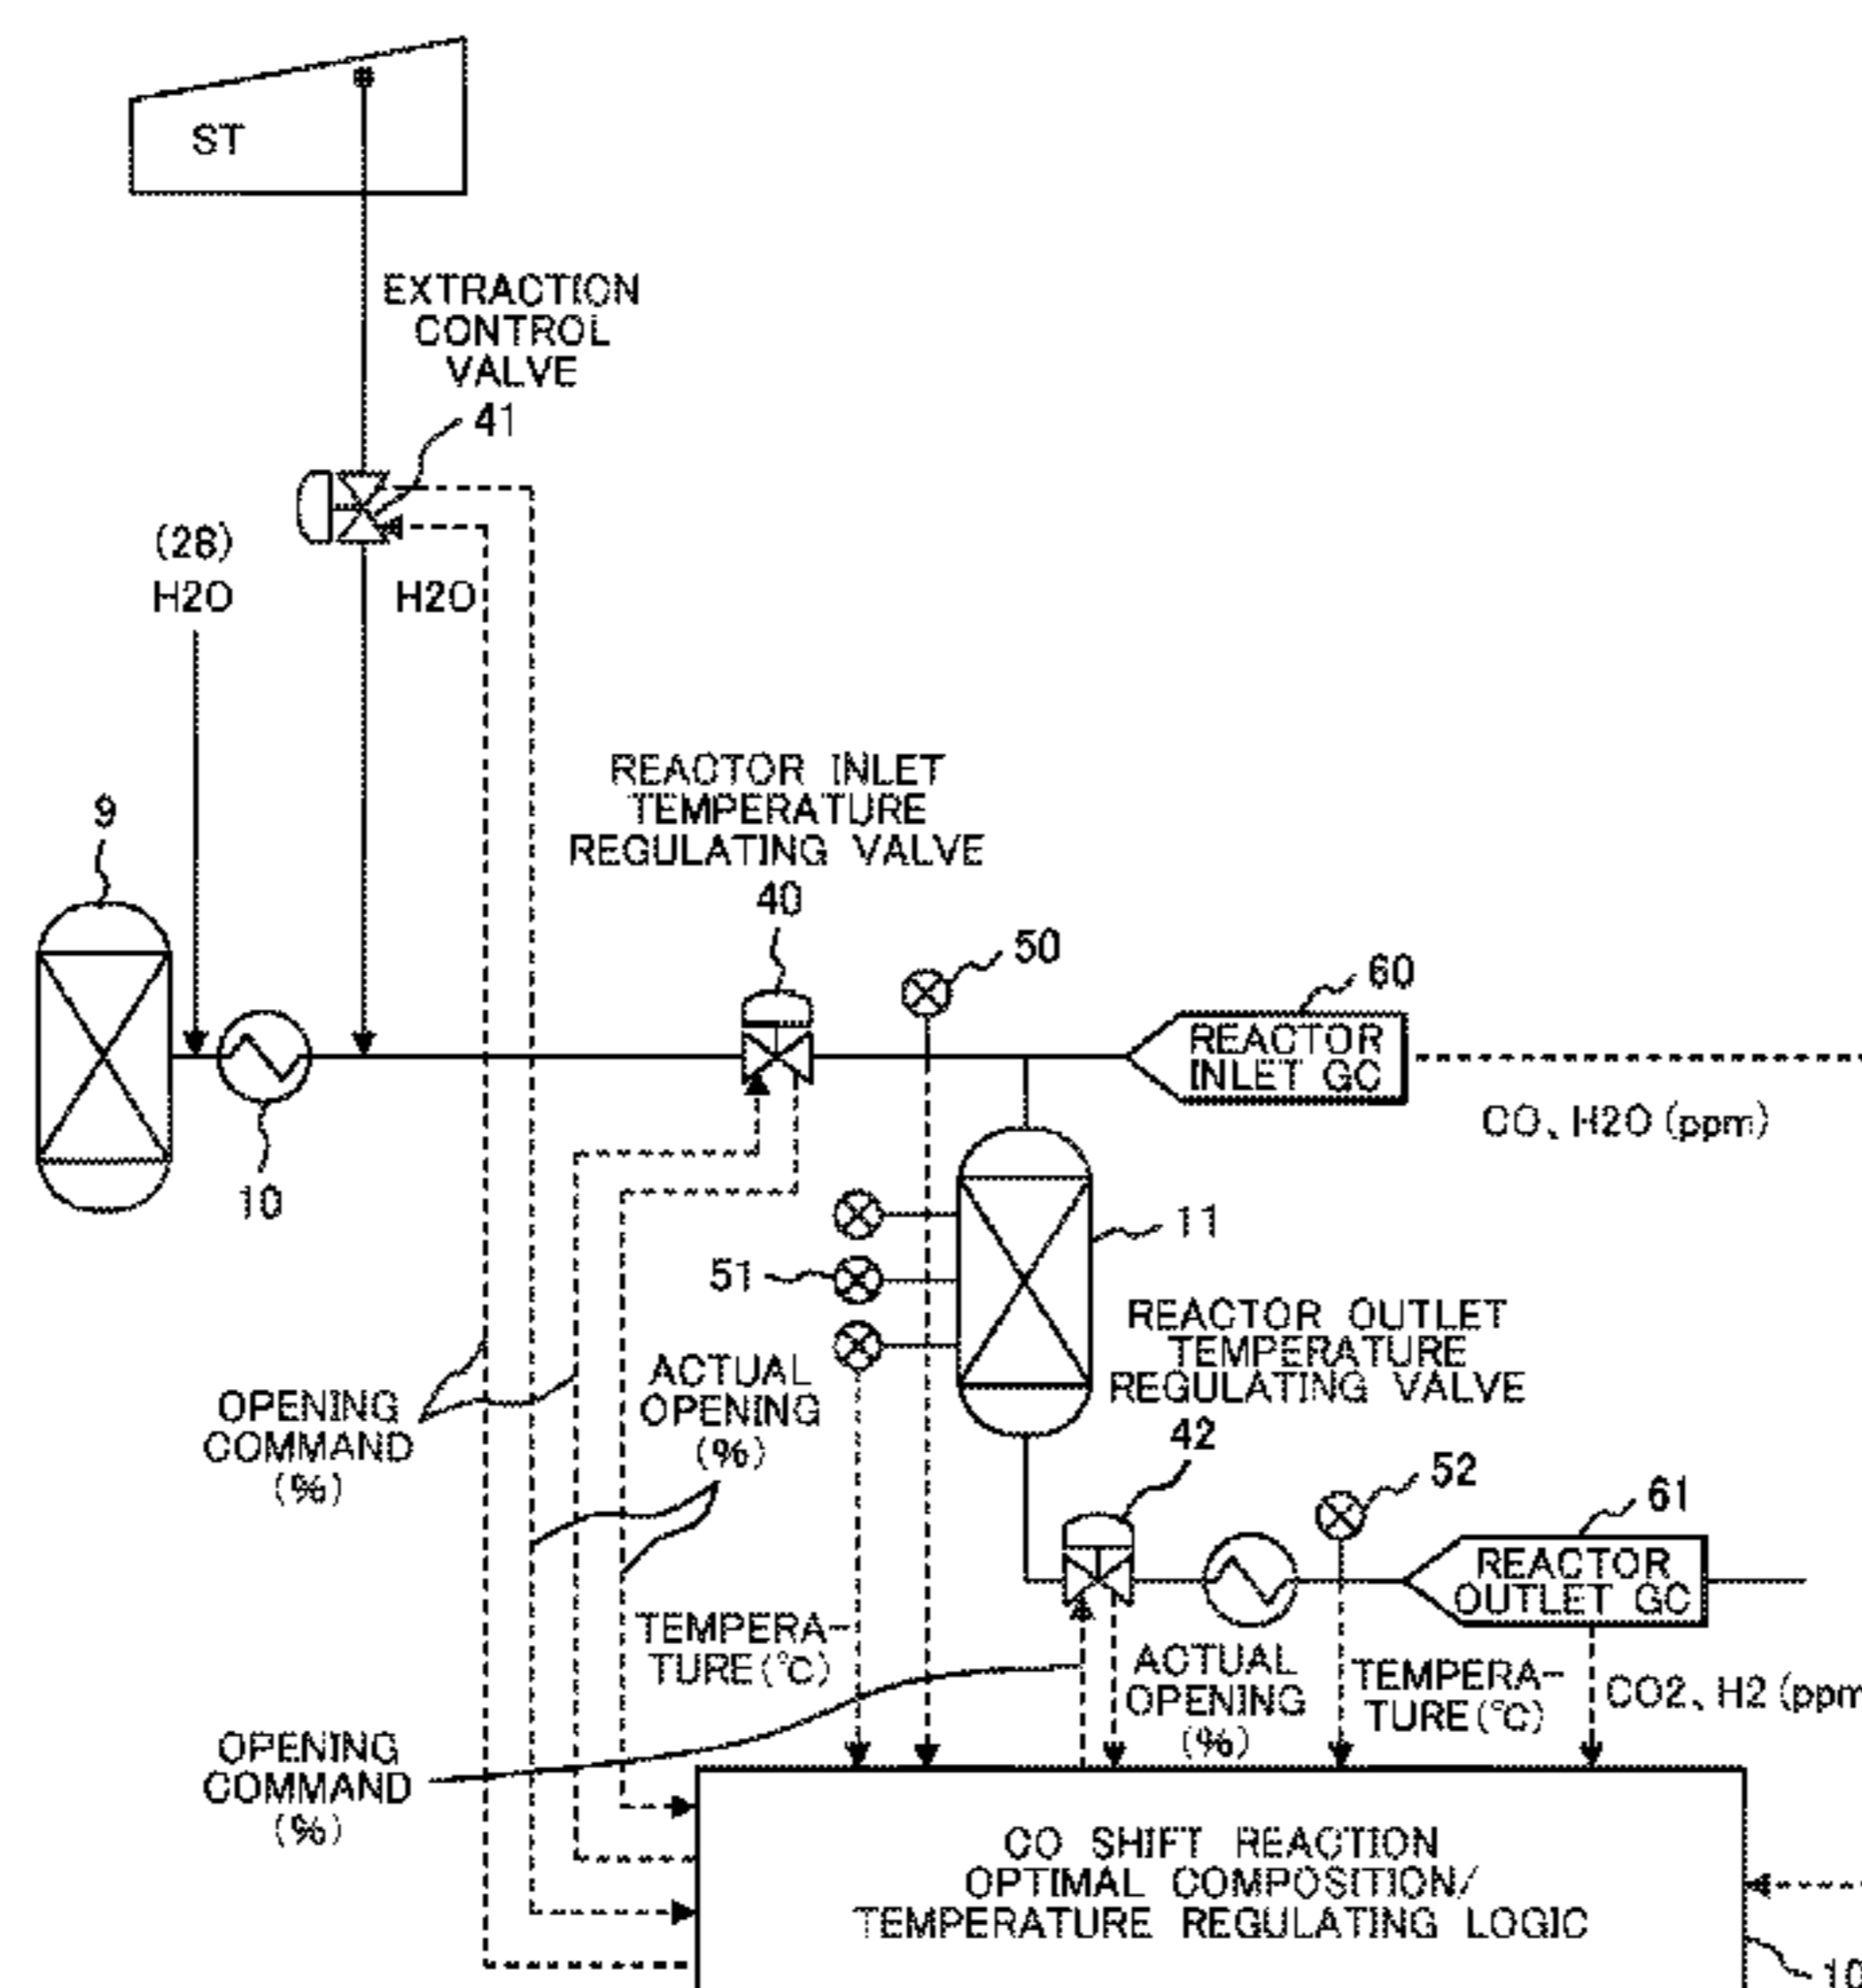 ST
EXTRACTION
CONTROL
VALVE
41
(28)
H2O
H2O
REACTOR INLET
TEMPERATURE
REGULATING VALVE
40
9
50
60
REACTOR
INLET GC
CO、H2O (ppm)
10
11
51
REACTOR OUTLET
TEMPERATURE
REGULATING VALVE
42
ACTUAL
OPENING
(%)
OPENING
COMMAND
(%)
52
61
REACTOR
OUTLET GC
TEMPERA-
TURE(℃)
ACTUAL
OPENING
(%)
TEMPERA-
TURE(℃)
CO2、H2 (ppm
OPENING
COMMAND
(%)
CO SHIFT REACTION
OPTIMAL COMPOSITION/
TEMPERATURE REGULATING LOGIC